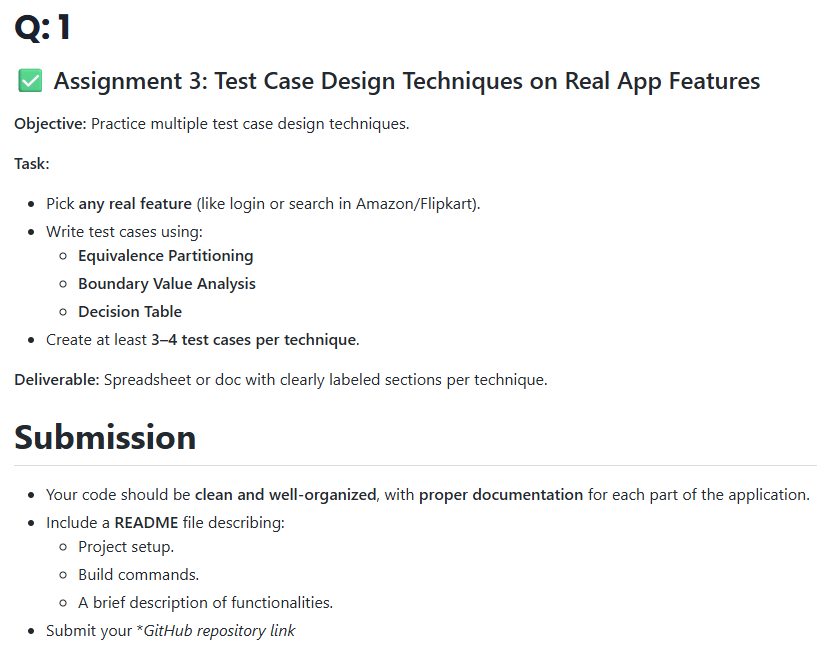 Q: 1
✅ Assignment 3: Test Case Design Techniques on Real App Features
Objective: Practice multiple test case design techniques.
Task:
• Pick any real feature (like login or search in Amazon/Flipkart).
• Write test cases using:
◦ Equivalence Partitioning
◦ Boundary Value Analysis
◦ Decision Table
• Create at least 3–4 test cases per technique.
Deliverable: Spreadsheet or doc with clearly labeled sections per technique.
Submission
• Your code should be clean and well-organized, with proper documentation for each part of the application.
• Include a README file describing:
◦ Project setup.
◦ Build commands.
◦ A brief description of functionalities.
• Submit your *GitHub repository link